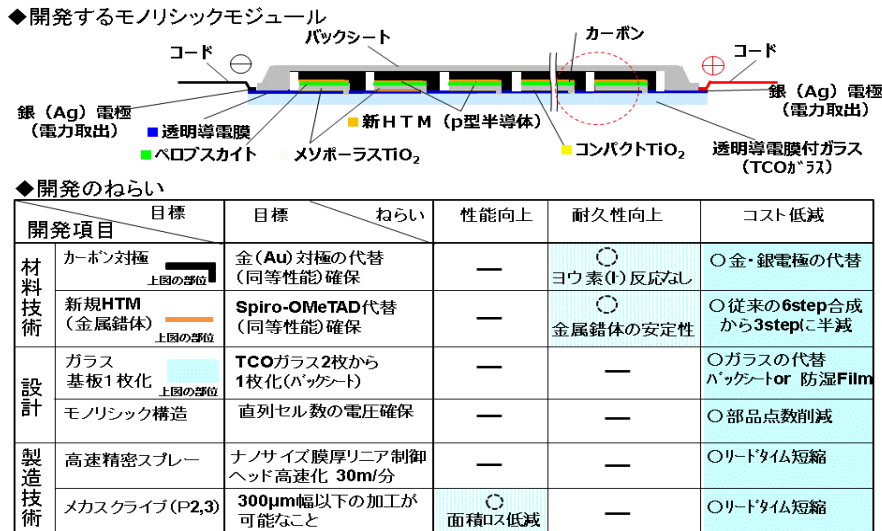 ◆開発するモノリシックモジュール
バックシート
カーボン
コード
⊖
⊕
コード
銀(Ag)電極
(電力取出)
銀(Ag)電極
(電力取出)
■透明導電膜
■新HTM(p型半導体)
■ペロブスカイト
メソポーラスTiO₂
■コンパクトTiO₂
透明導電膜付ガラス
(TCOガラス)
◆開発のねらい
目標
開発項目
目標
ねらい
性能向上
耐久性向上
コスト低減
材料技術
カーボン対極
上図の部位
金(Au)対極の代替
(同等性能)確保
―
○
ヨウ素(I-)反応なし
○金・銀電極の代替
新規HTM
(金属錯体)
上図の部位
Spiro-OMeTAD代替
(同等性能)確保
―
○
金属錯体の安定性
○従来の6step合成
から3stepに半減
設計
ガラス
基板1枚化
上図の部位
TCOガラス2枚から
1枚化(バックシート)
―
―
○ガラスの代替
バックシートor 防湿Film
モノリシック構造
直列セル数の電圧確保
―
―
○部品点数削減
製造技術
高速精密スプレー
ナノサイズ膜厚リニア制御
ヘッド高速化 30m/分
―
―
○リードタイム短縮
メカスクライブ(P2,3)
300μm幅以下の加工が
可能なこと
○
面積ロス低減
―
○リードタイム短縮